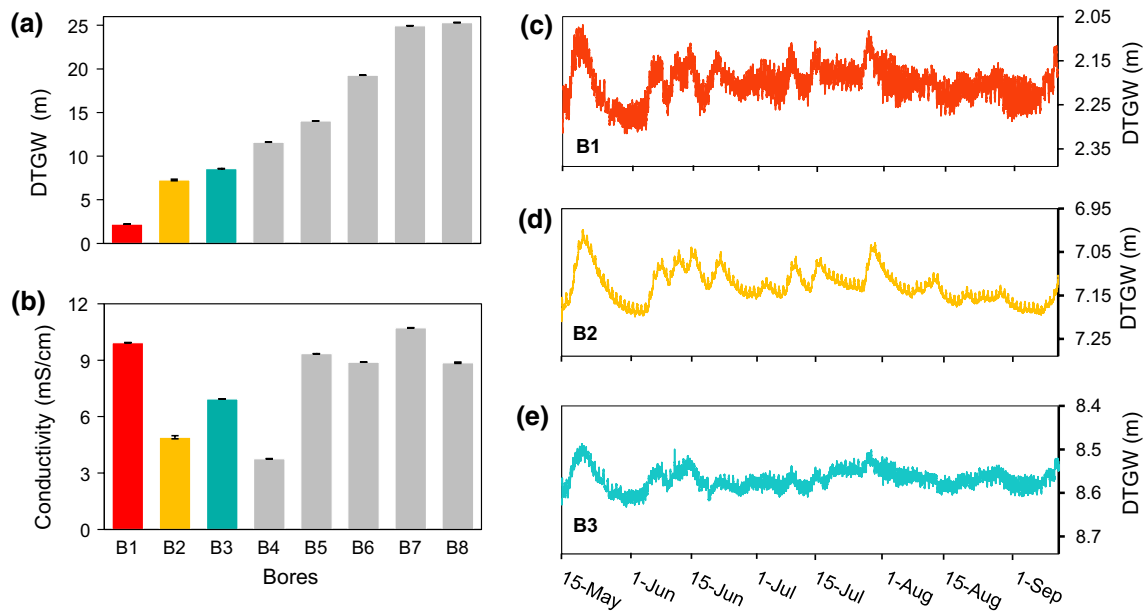 (a)
DTGW (m)
25
20
15
10
5
0
(b)
Conductivity (mS/cm)
12
9
6
3
0
B1 B2 B3 B4 B5 B6 B7 B8
Bores
(c)
B1
2.05
2.15
2.25
2.35
DTGW (m)
(d)
B2
6.95
7.05
7.15
7.25
DTGW (m)
(e)
B3
8.4
8.5
8.6
8.7
DTGW (m)
15-May 1-Jun 15-Jun 1-Jul 15-Jul 1-Aug 15-Aug 1-Sep